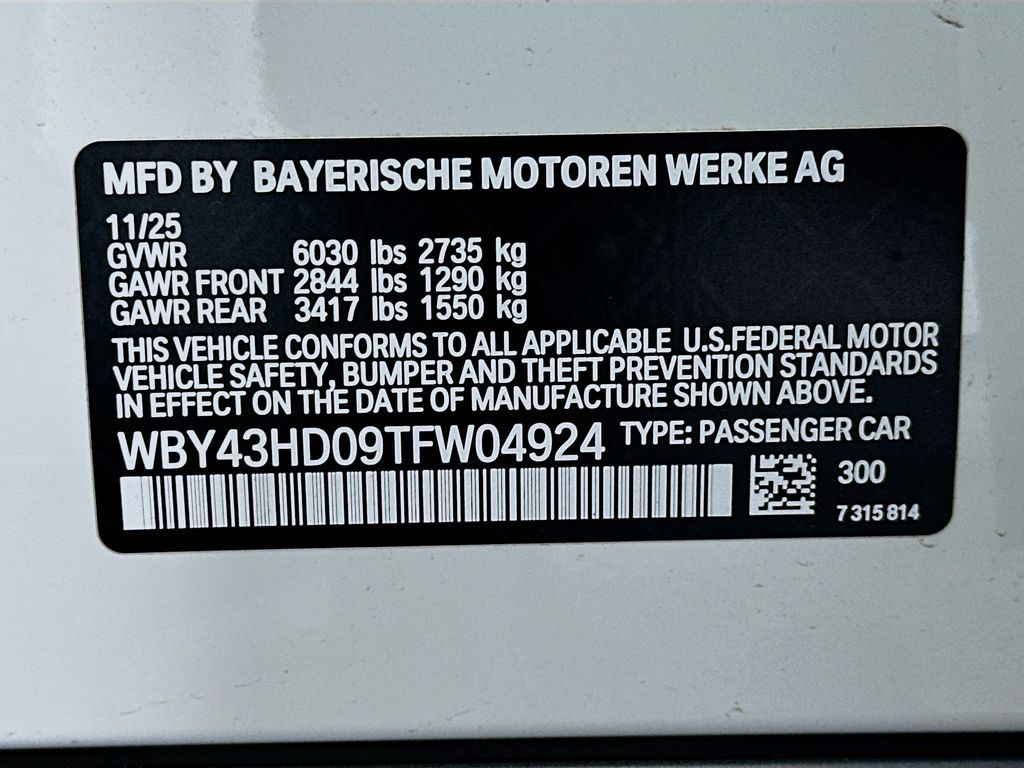 MFD BY BAYERISCHE MOTOREN WERKE AG
11/25
GVWR 6030 lbs 2735 kg
GAWR FRONT 2844 lbs 1290 kg
GAWR REAR 3417 lbs 1550 kg
THIS VEHICLE CONFORMS TO ALL APPLICABLE U.S.FEDERAL MOTOR
VEHICLE SAFETY, BUMPER AND THEFT PREVENTION STANDARDS
IN EFFECT ON THE DATE OF MANUFACTURE SHOWN ABOVE.
WBY43HD09TFW04924 TYPE: PASSENGER CAR
300
7 315 814